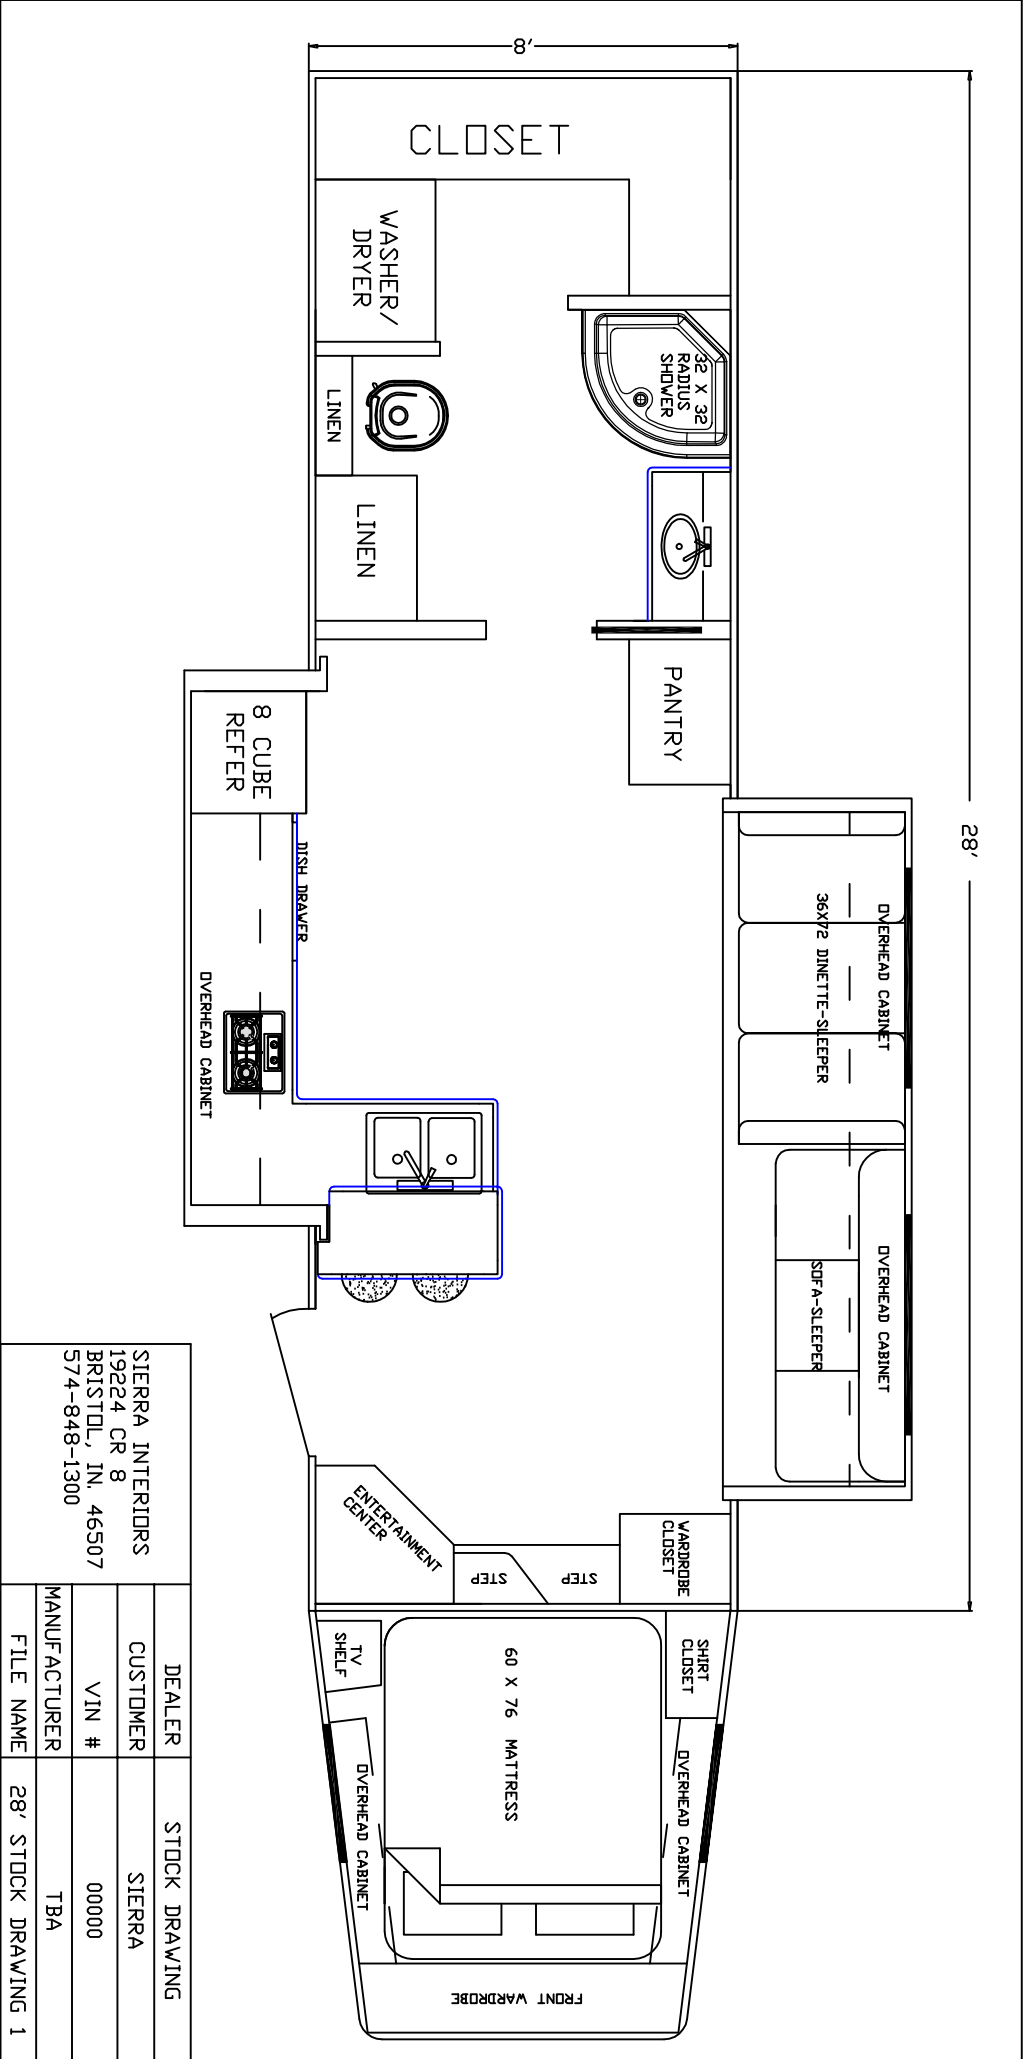 8'
CLOSET
WASHER/
DRYER
32 X 32
RADIUS
SHOWER
LINEN
LINEN
PANTRY
8 CUBE
REFER
28'
DISH DRAWER
OVERHEAD CABINET
36X72 DINETTE-SLEEPER
OVERHEAD CABINET
OVERHEAD CABINET
SOFA-SLEEPER
ENTERTAINMENT
CENTER
STEP
STEP
WARDROBE
CLOSET
TV
SHELF
SHIRT
CLOSET
60 X 76 MATTRESS
OVERHEAD CABINET
OVERHEAD CABINET
FRONT WARDROBE
SIERRA INTERIORS
19224 CR 8
BRISTOL, IN. 46507
574-848-1300
DEALER STOCK DRAWING
CUSTOMER SIERRA
VIN # 00000
MANUFACTURER TBA
FILE NAME 28' STOCK DRAWING 1